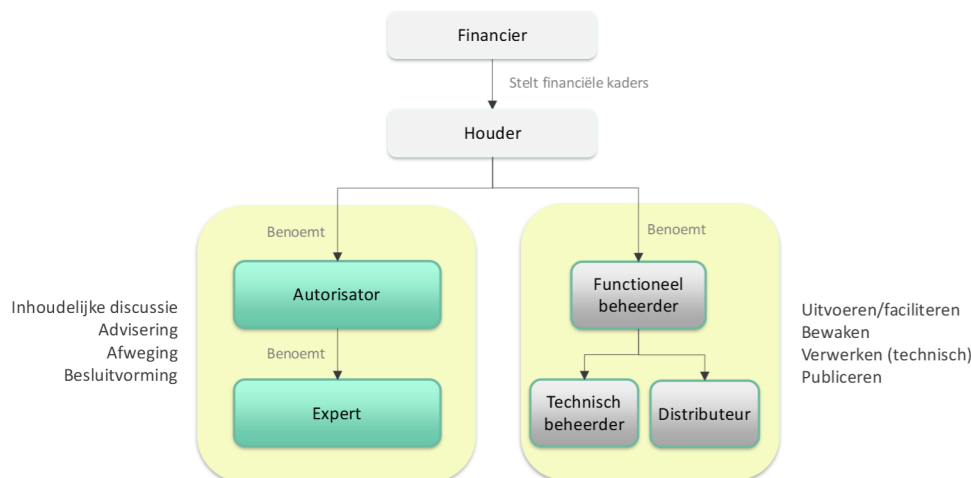 Financier
Stelt financiële kaders
Houder
Benoemt
Benoemt
Autorisator
Functioneel
beheerder
Inhoudelijke discussie
Advisering
Afweging
Besluitvorming
Uitvoeren/faciliteren
Bewaken
Verwerken (technisch)
Publiceren
Benoemt
Expert
Technisch
beheerder
Distributeur